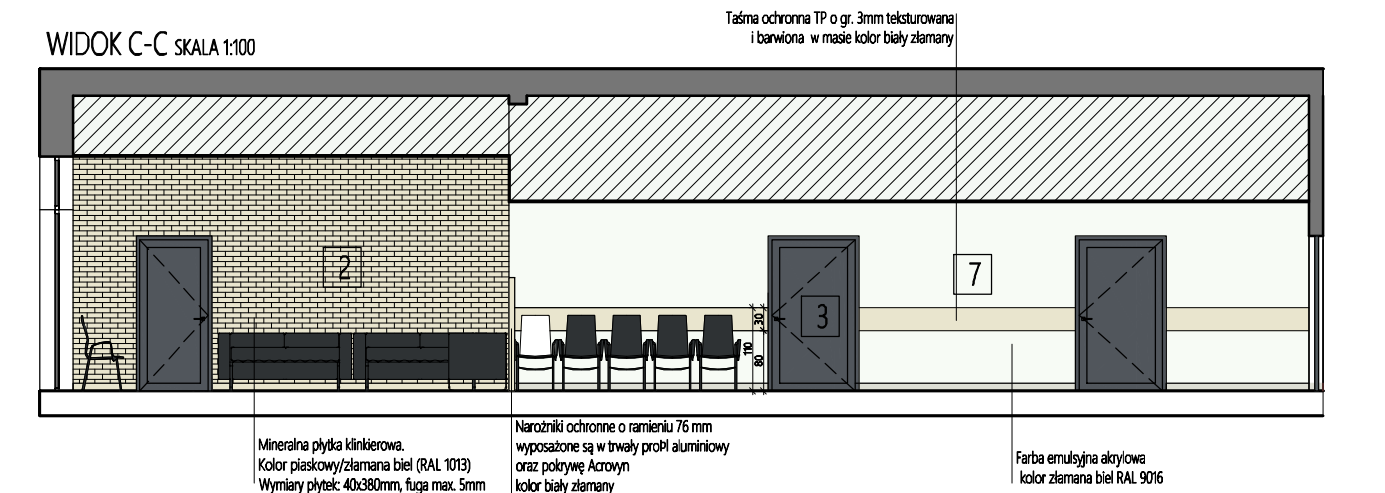 Taśma ochronna TP o gr. 3mm teksturowana
i barwiona w masie kolor biały złamany
WIDOK C-C SKALA 1:100
2
7
3
30
110
80
Mineralna płytka klinkierowa.
Kolor piaskowy/złamana biel (RAL 1013)
Wymiary płytek: 40x380mm, fuga max. 5mm
Narożniki ochronne o ramieniu 76 mm
wyposażone są w trwały proÞl aluminiowy
oraz pokrywę Acrovyn
kolor biały złamany
Farba emulsyjna akrylowa
kolor złamana biel RAL 9016